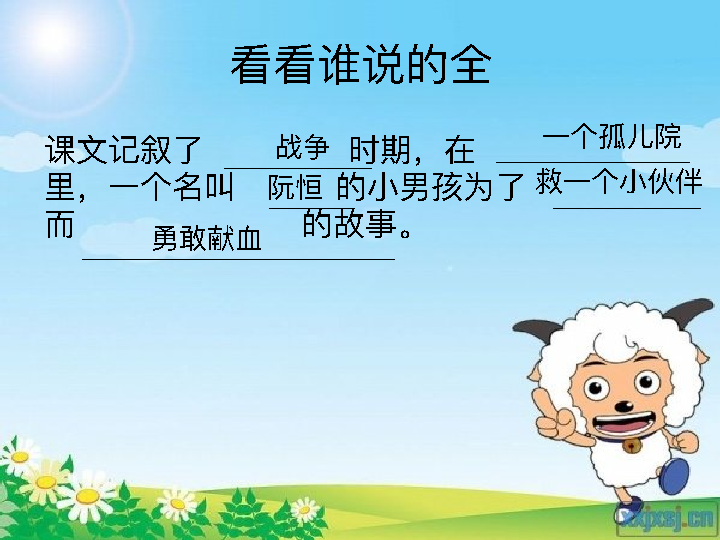 看看谁说的全
课文记叙了 战争 时期，在 一个孤儿院
里，一个名叫 阮恒 的小男孩为了 救一个小伙伴
而 勇敢献血 的故事。
xxjxsj.cn